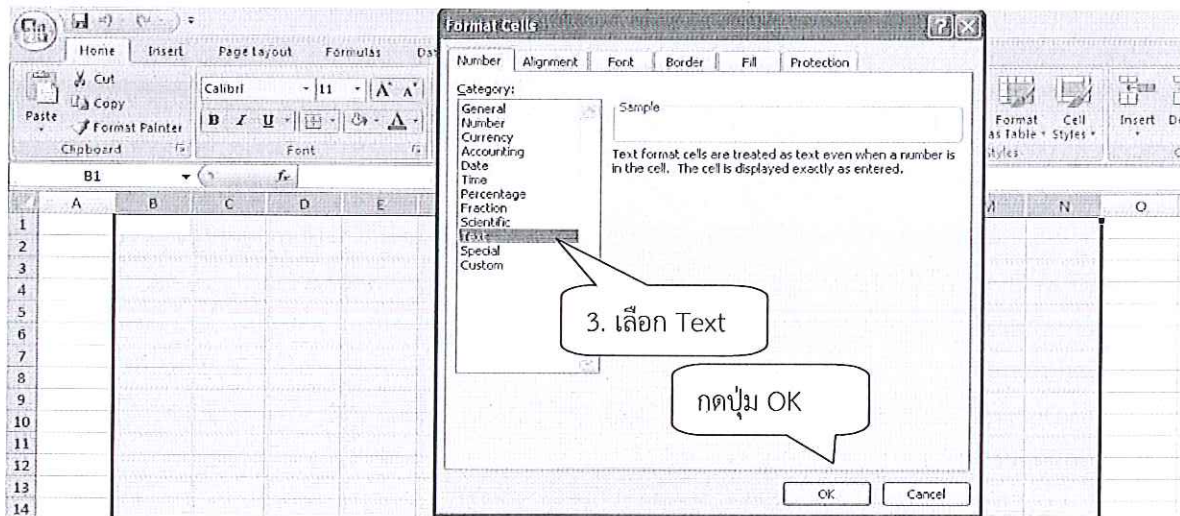 Format Cells
Home Insert Page Layout Formulas
Cut
Copy
Format Painter
Paste
Clipboard
Calibri 11 A A
B I U A
Font
Number Alignment Font Border Fill Protection
Category:
General
Number
Currency
Accounting
Date
Time
Percentage
Fraction
Scientific
Text
Special
Custom
Sample
Text format cells are treated as text even when a number is
in the cell. The cell is displayed exactly as entered.
3. เลือก Text
กดปุ่ม OK
OK Cancel
Format
as Table
Cell
Styles
Insert
Styles
B1 fx
A B C D E M N O
1
2
3
4
5
6
7
8
9
10
11
12
13
14